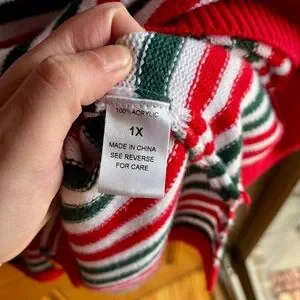 100% ACRYLIC
1X
MADE IN CHINA
SEE REVERSE
FOR CARE